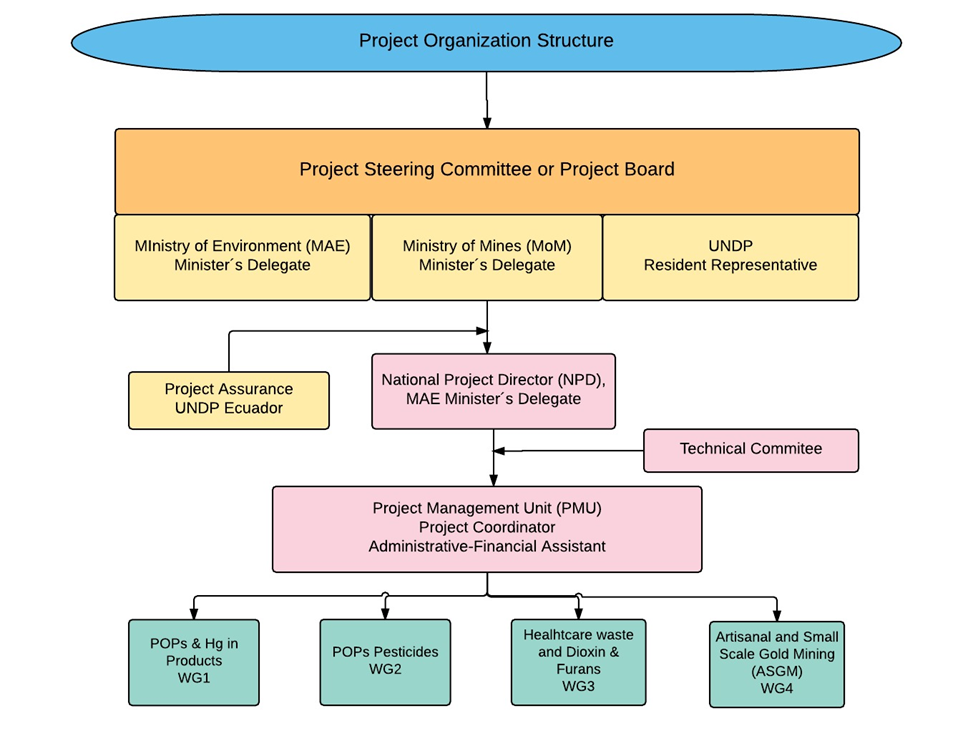 Project Organization Structure
Project Steering Committee or Project Board
MInistry of Environment (MAE)
Minister´s Delegate
Ministry of Mines (MoM)
Minister´s Delegate
UNDP
Resident Representative
Project Assurance
UNDP Ecuador
National Project Director (NPD),
MAE Minister´s Delegate
Technical Commitee
Project Management Unit (PMU)
Project Coordinator
Administrative-Financial Assistant
POPs & Hg in
Products
WG1
POPs Pesticides
WG2
Healhtcare waste
and Dioxin &
Furans
WG3
Artisanal and Small
Scale Gold Mining
(ASGM)
WG4